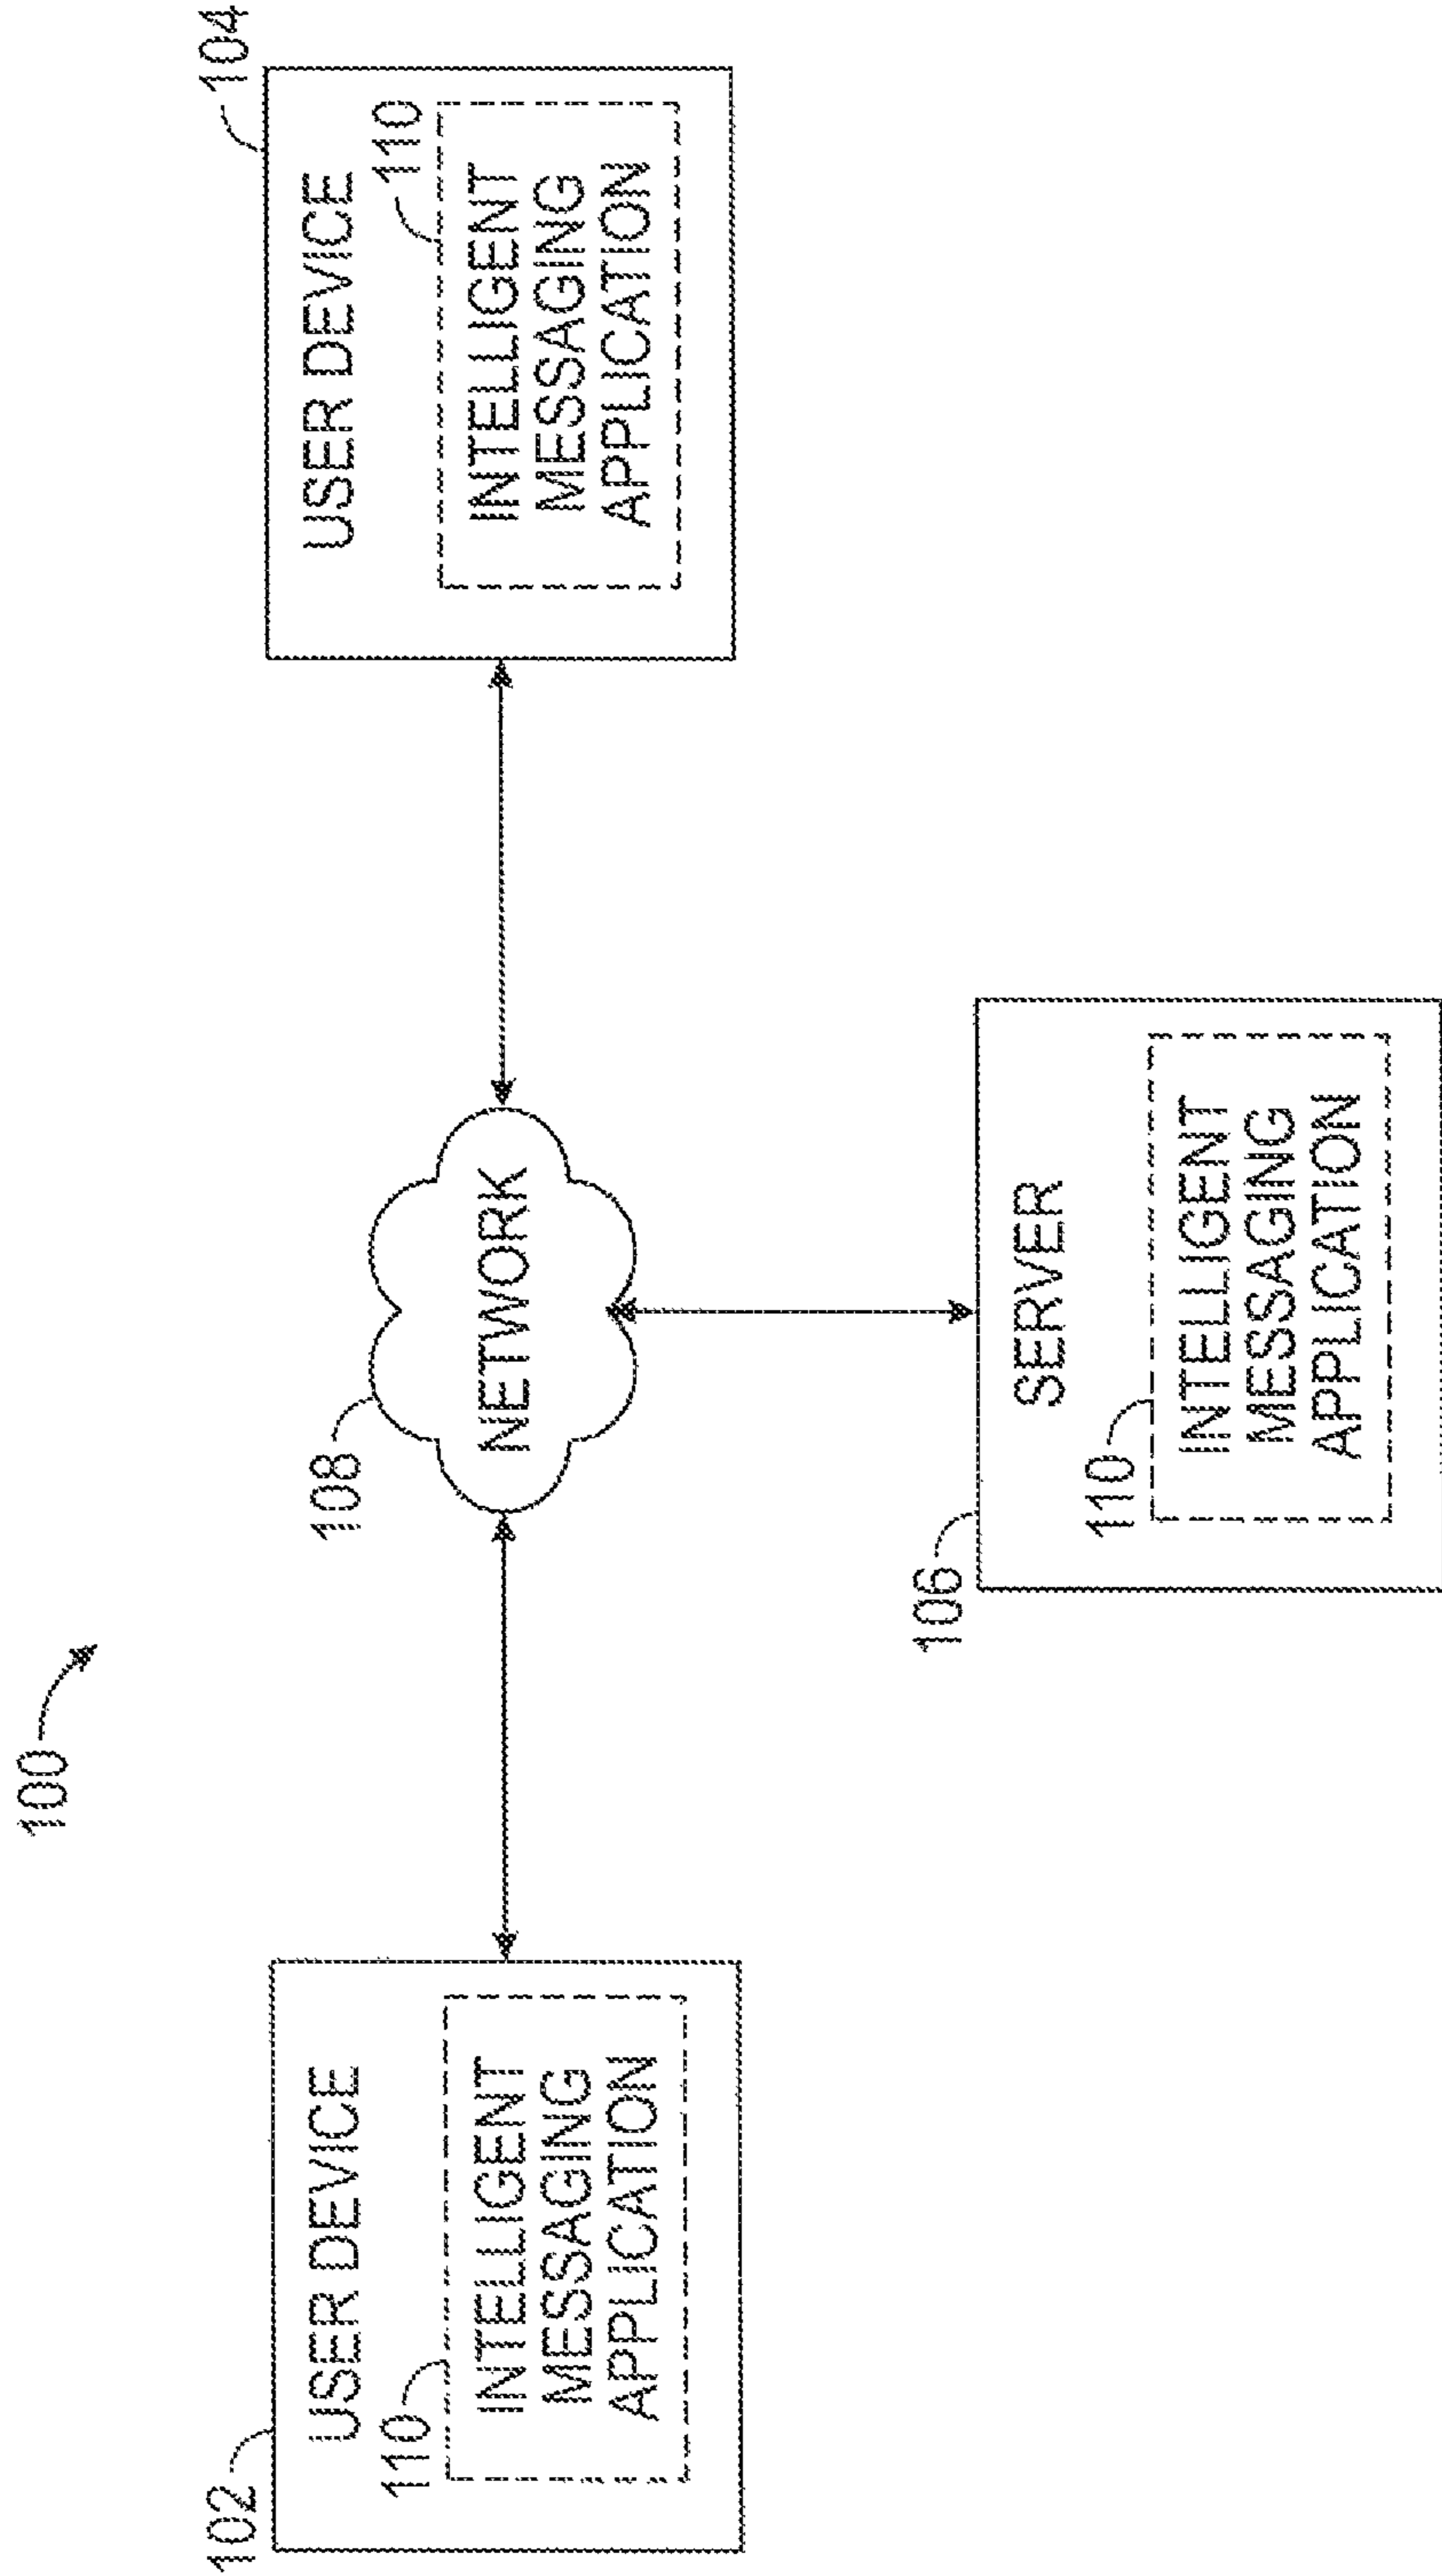 100
102
USER DEVICE
110
INTELLIGENT
MESSAGING
APPLICATION
108
NETWORK
104
USER DEVICE
110
INTELLIGENT
MESSAGING
APPLICATION
106
SERVER
110
INTELLIGENT
MESSAGING
APPLICATION